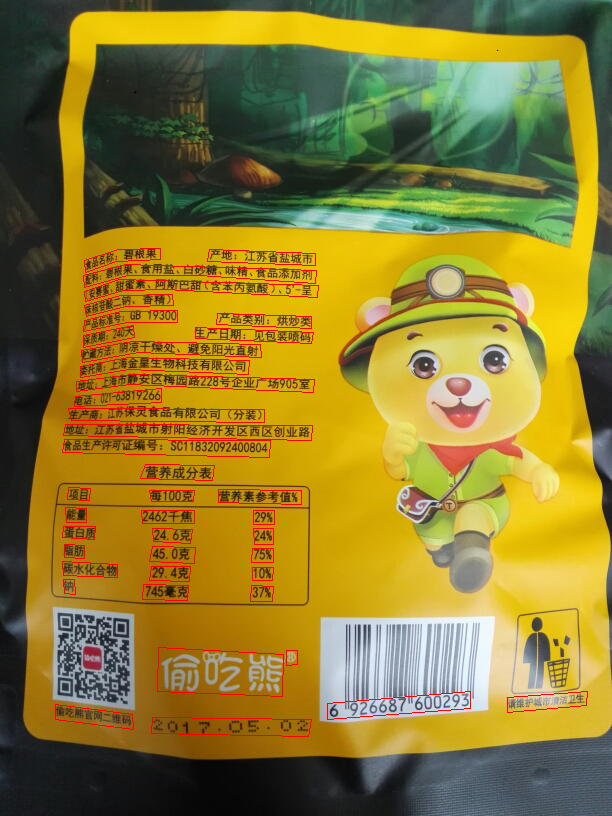 食品名称：碧根果 产地：江苏省盐城市
配料：碧根果、食用盐、白砂糖、味精、食品添加剂
（安赛蜜、甜蜜素、阿斯巴甜（含苯丙氨酸）、5'-呈
味核苷酸二钠、香精）
产品标准号：GB 19300 产品类别：烘炒类
保质期：240天 生产日期：见包装喷码
贮藏方法：阴凉干燥处、避免阳光直射
委托商：上海金星生物科技有限公司
地址：上海市静安区梅园路228号企业广场905室
电话：021-63819266
生产商：江苏保灵食品有限公司（分装）
地址：江苏省盐城市射阳经济开发区西区创业路
食品生产许可证编号：SC11832092400804
营养成分表
项目 每100克 营养素参考值%
能量 2462千焦 29%
蛋白质 24.6克 24%
脂肪 45.0克 75%
碳水化合物 29.4克 10%
钠 745毫克 37%
偷吃熊
偷吃熊官网二维码
2017.05.02
6 926687 600293
请维护城市清洁卫生